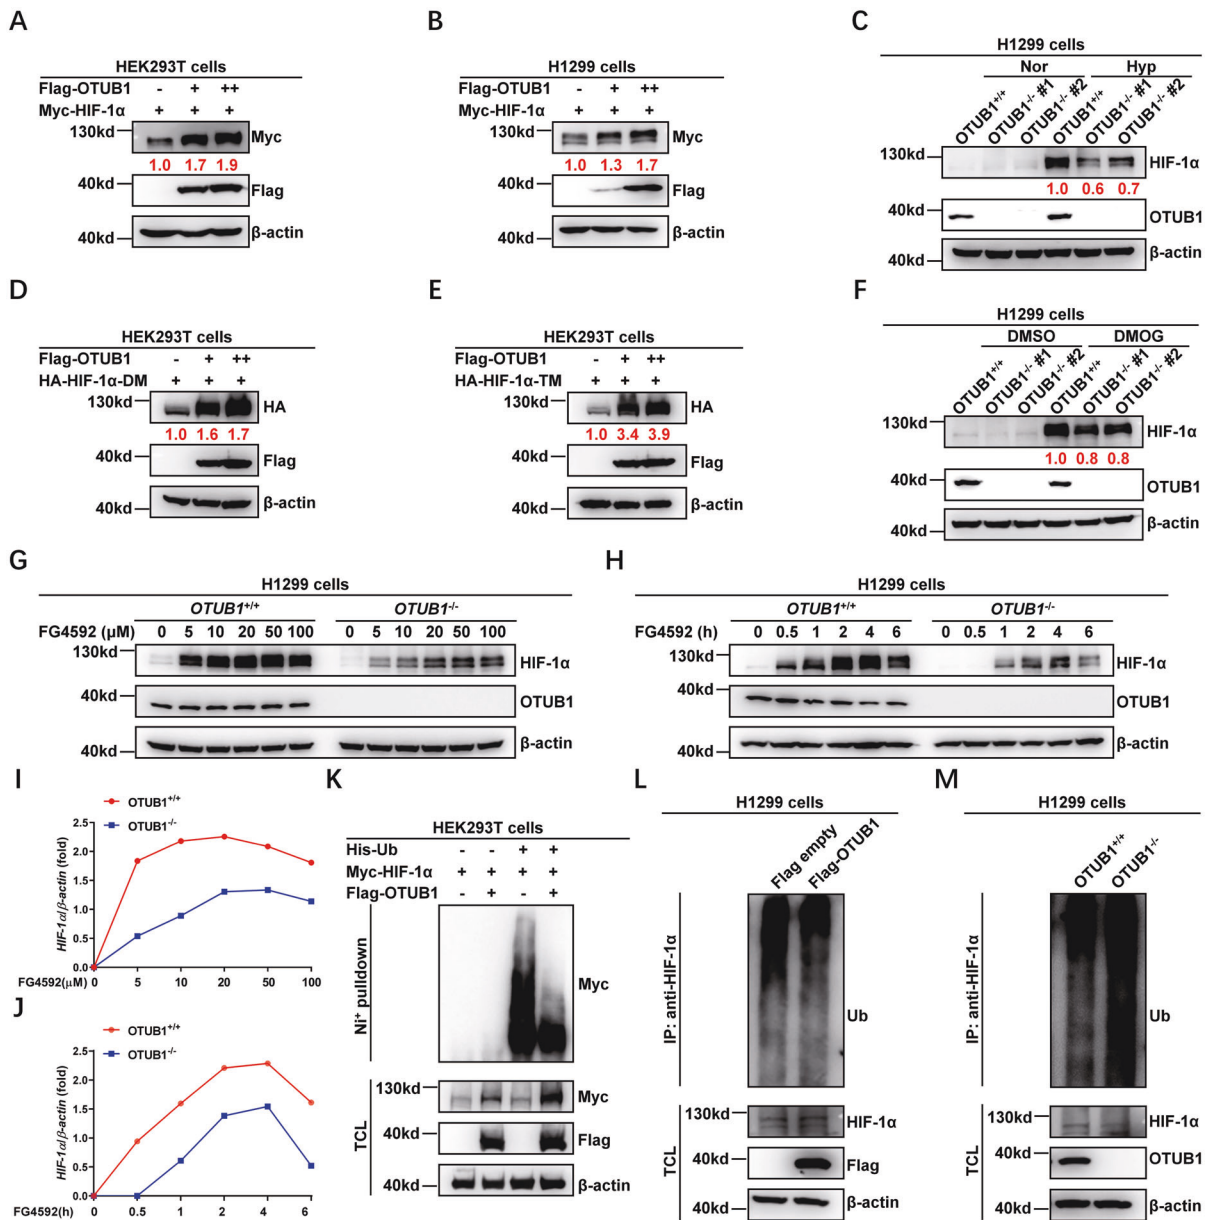 A
HEK293T cells
Flag-OTUB1 - + ++
Myc-HIF-1α + + +
130kd Myc
1.0 1.7 1.9
40kd Flag
40kd β-actin
B
H1299 cells
Flag-OTUB1 - + ++
Myc-HIF-1α + + +
130kd Myc
1.0 1.3 1.7
40kd Flag
40kd β-actin
C
H1299 cells
Nor Hyp
OTUB1+/+ OTUB1-/- #1 OTUB1-/- #2 OTUB1+/+ OTUB1-/- #1 OTUB1-/- #2
130kd HIF-1α
1.0 0.6 0.7
40kd OTUB1
40kd β-actin
D
HEK293T cells
Flag-OTUB1 - + ++
HA-HIF-1α-DM + + +
130kd HA
1.0 1.6 1.7
40kd Flag
40kd β-actin
E
HEK293T cells
Flag-OTUB1 - + ++
HA-HIF-1α-TM + + +
130kd HA
1.0 3.4 3.9
40kd Flag
40kd β-actin
F
H1299 cells
DMSO DMOG
OTUB1+/+ OTUB1-/- #1 OTUB1-/- #2 OTUB1+/+ OTUB1-/- #1 OTUB1-/- #2
130kd HIF-1α
1.0 0.8 0.8
40kd OTUB1
40kd β-actin
G
H1299 cells
OTUB1+/+ OTUB1-/-
FG4592 (μM) 0 5 10 20 50 100 0 5 10 20 50 100
130kd HIF-1α
40kd OTUB1
40kd β-actin
H
H1299 cells
OTUB1+/+ OTUB1-/-
FG4592 (h) 0 0.5 1 2 4 6 0 0.5 1 2 4 6
130kd HIF-1α
40kd OTUB1
40kd β-actin
I
OTUB1+/+
OTUB1-/-
HIF-1α/β-actin (fold)
2.5
2.0
1.5
1.0
0.5
0.0
FG4592(μM) 0 5 10 20 50 100
J
OTUB1+/+
OTUB1-/-
HIF-1α/β-actin (fold)
2.5
2.0
1.5
1.0
0.5
0.0
FG4592(h) 0 0.5 1 2 4 6
K
HEK293T cells
His-Ub - - + +
Myc-HIF-1α + + + +
Flag-OTUB1 - + - +
Ni+ pulldown
Myc
TCL
130kd Myc
40kd Flag
40kd β-actin
L
H1299 cells
Flag empty Flag-OTUB1
IP: anti-HIF-1α
Ub
TCL
130kd HIF-1α
40kd Flag
40kd β-actin
M
H1299 cells
OTUB1+/+ OTUB1-/-
IP: anti-HIF-1α
Ub
TCL
130kd HIF-1α
40kd OTUB1
40kd β-actin